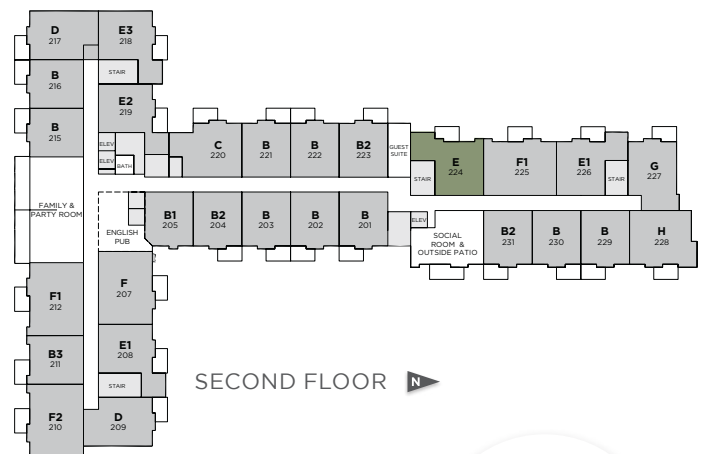 D
217
E3
218
STAIR
B
216
E2
219
B
215
ELEV
ELEV
BATH
C
220
B
221
B
222
B2
223
GUEST
SUITE
STAIR
E
224
F1
225
E1
226
STAIR
G
227
FAMILY &
PARTY ROOM
ENGLISH
PUB
B1
205
B2
204
B
203
B
202
B
201
ELEV
SOCIAL
ROOM &
OUTSIDE PATIO
B2
231
B
230
B
229
H
228
F1
212
F
207
B3
211
E1
208
STAIR
F2
210
D
209
SECOND FLOOR
N